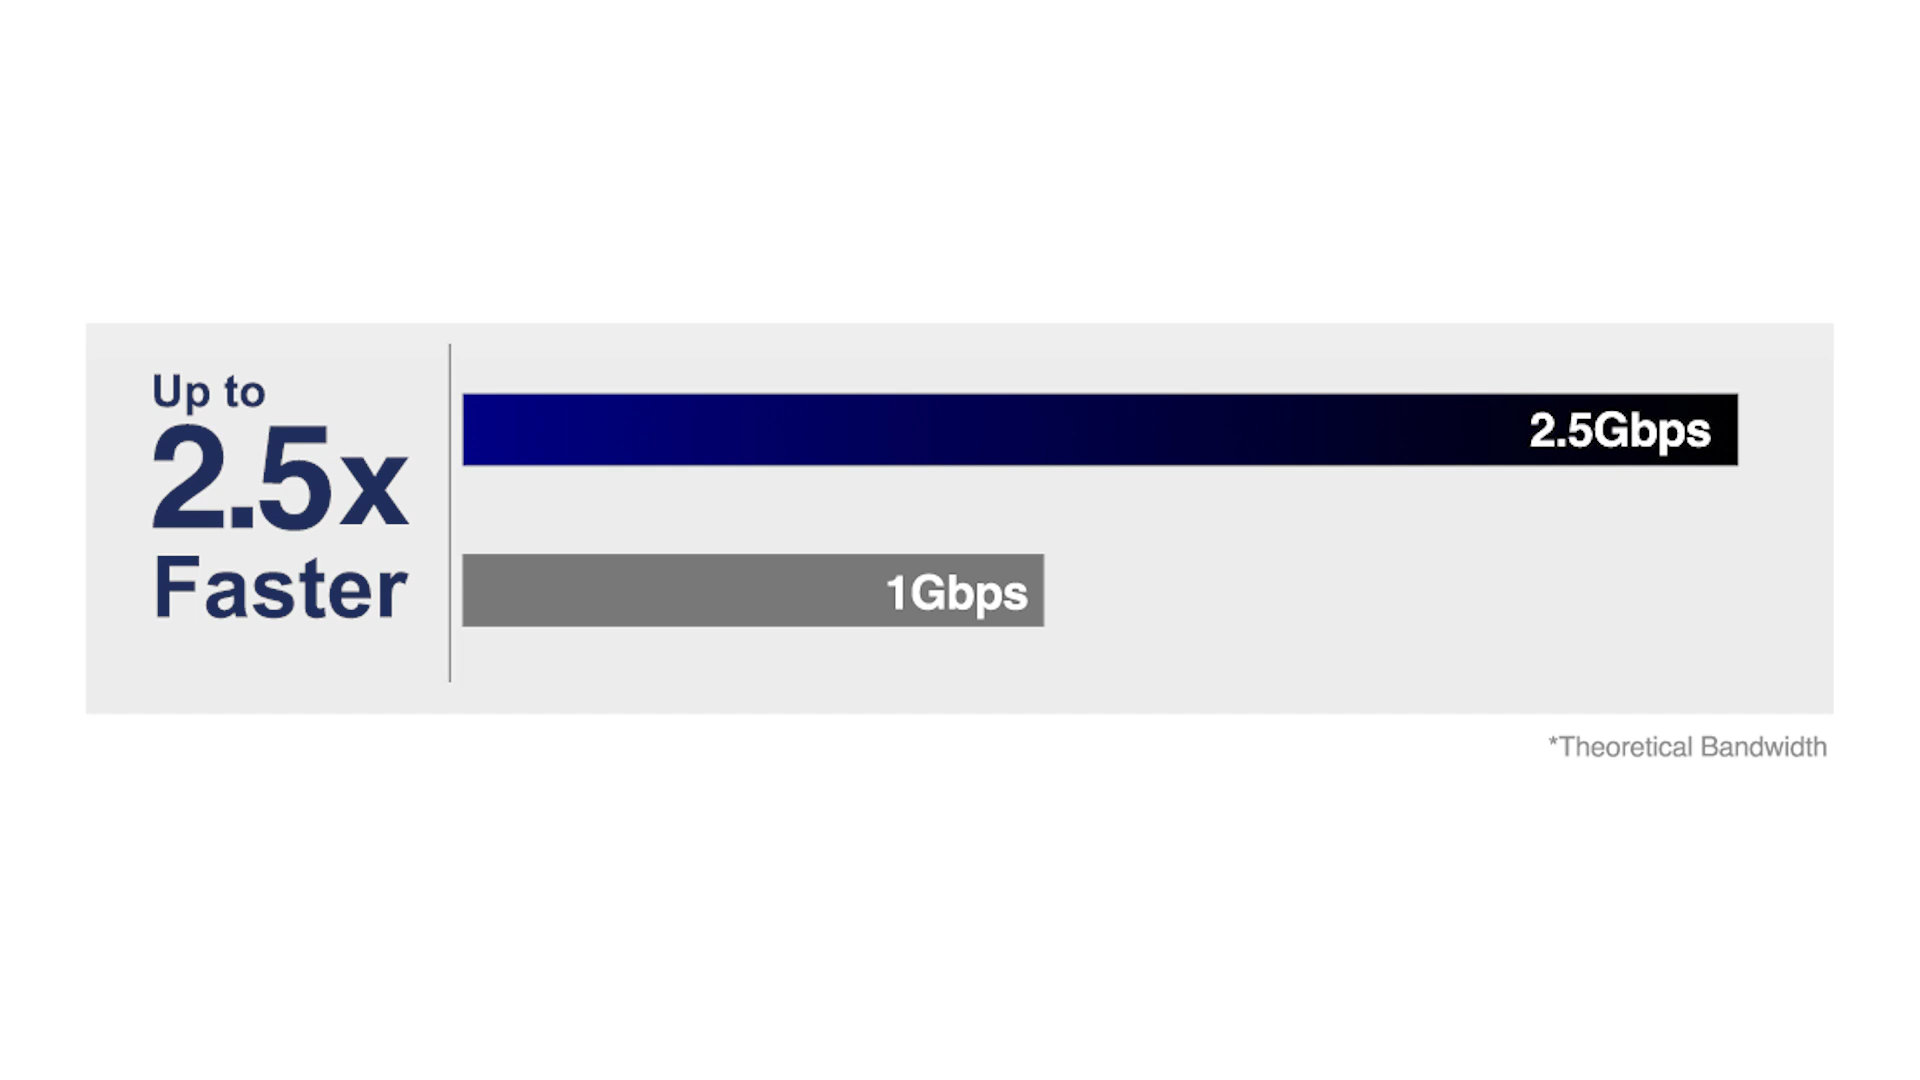 Up to
2.5x
Faster
2.5Gbps
1Gbps
*Theoretical Bandwidth